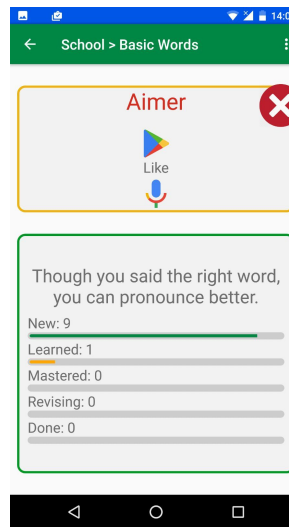 14:0
School > Basic Words
Aimer
Like
Though you said the right word,
you can pronounce better.
New: 9
Learned: 1
Mastered: 0
Revising: 0
Done: 0